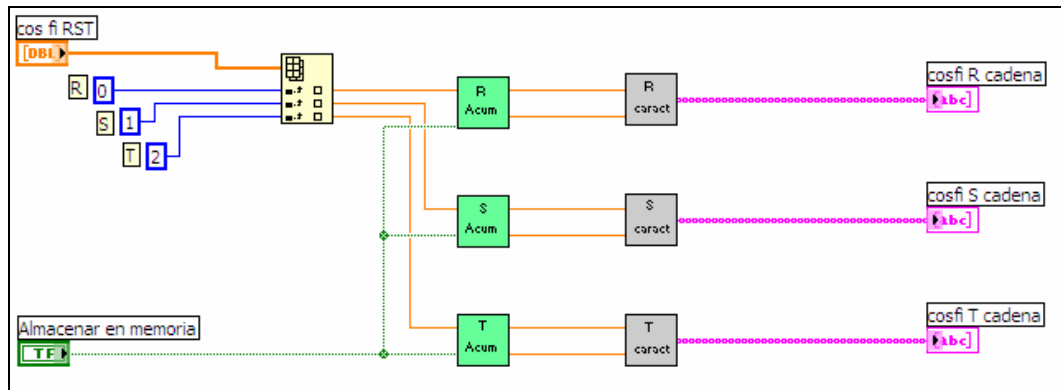 cos fi RST
[DBL]
R 0
S 1
T 2
R
Acum
R
caract
cosfi R cadena
[abc]
S
Acum
S
caract
cosfi S cadena
[abc]
Almacenar en memoria
TF
T
Acum
T
caract
cosfi T cadena
[abc]